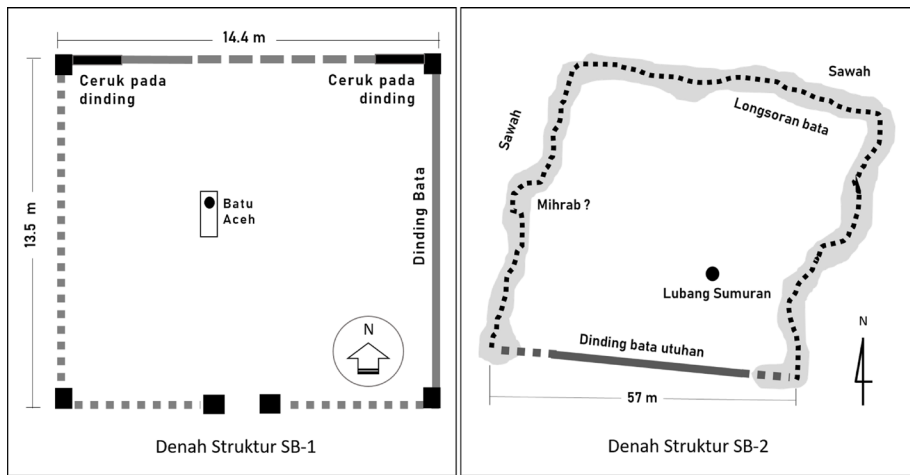 14.4 m
Ceruk pada
dinding
Ceruk pada
dinding
13.5 m
Dinding Bata
Batu
Aceh
N
Denah Struktur SB-1
Sawah
Sawah
Longsoran bata
Mihrab ?
Lubang Sumuran
Dinding bata utuhan
N
57 m
Denah Struktur SB-2